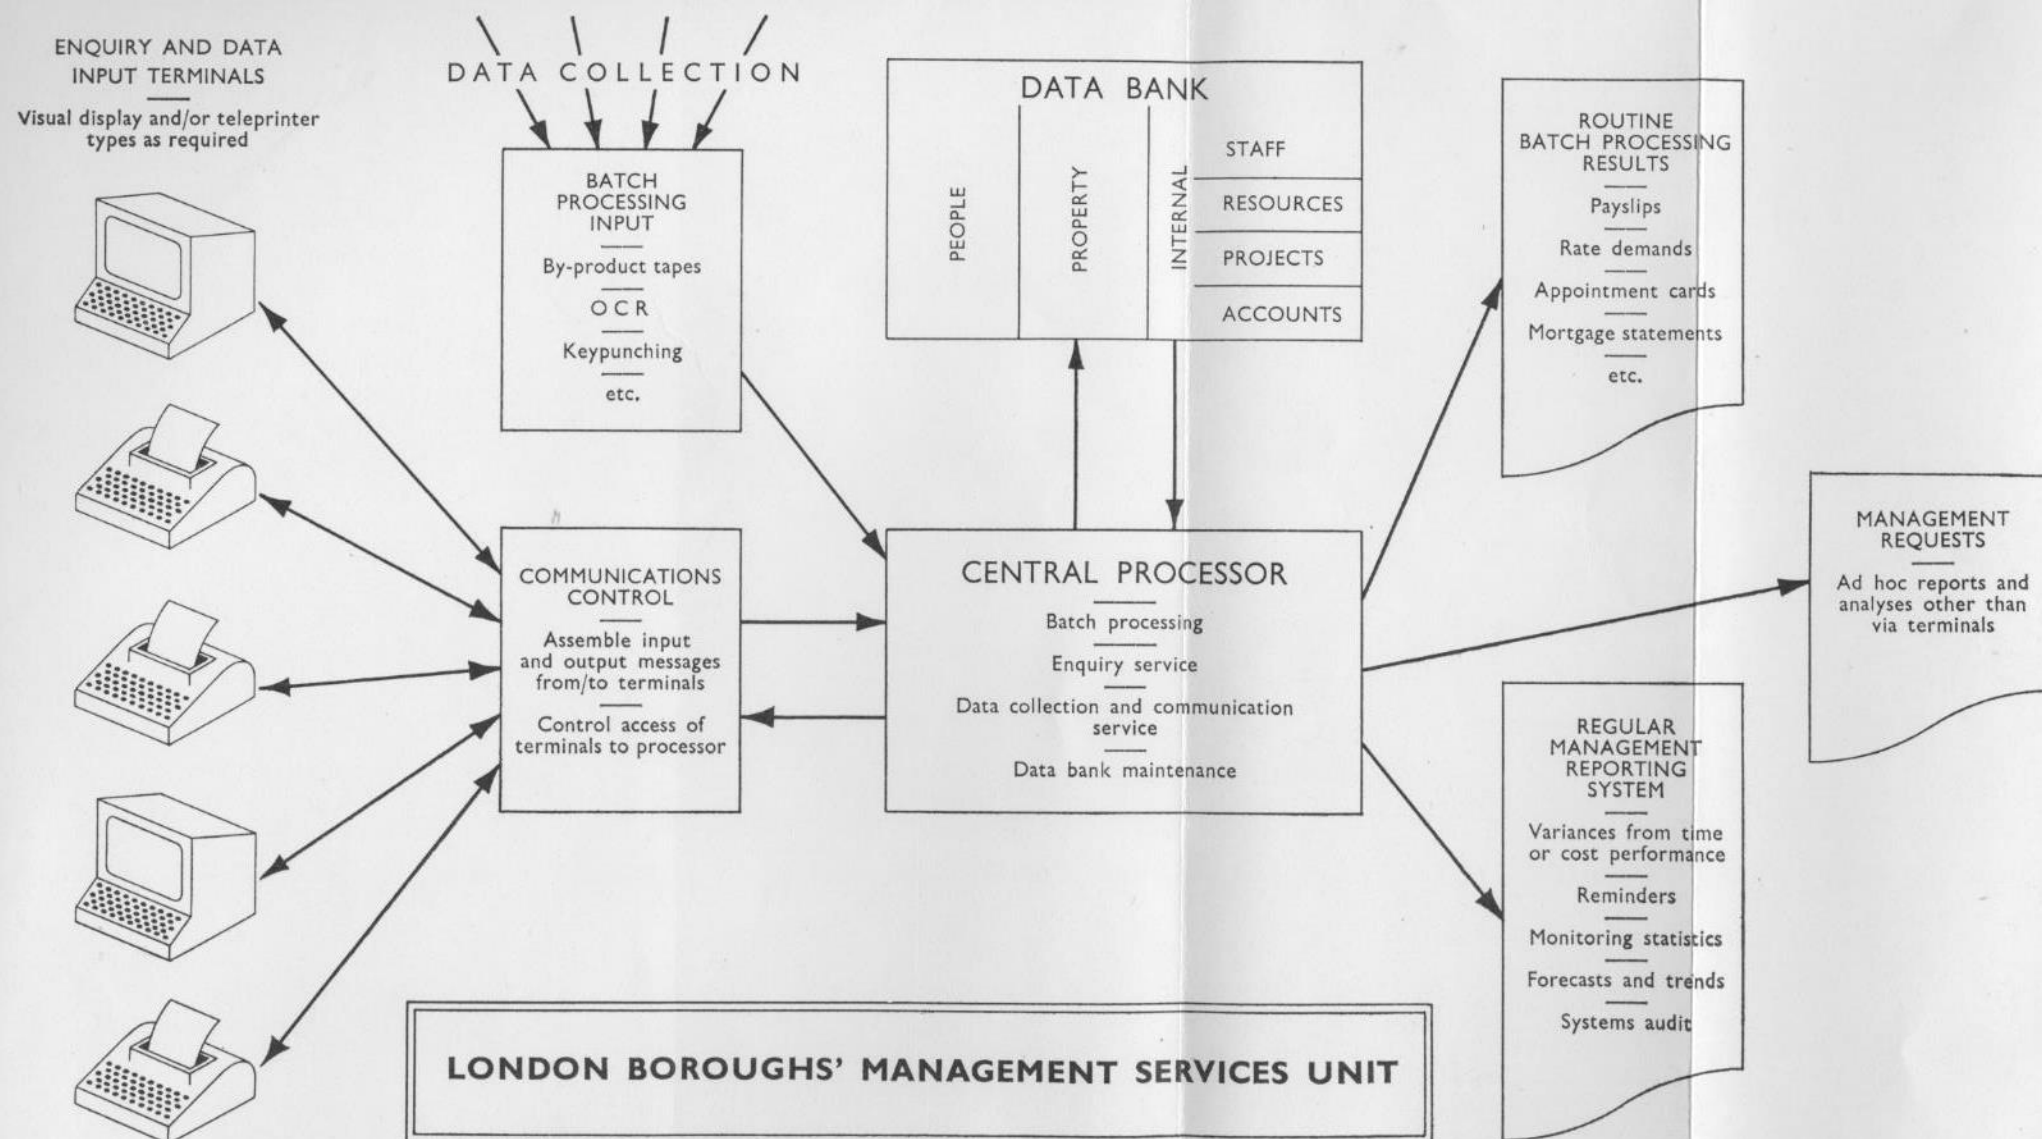 ENQUIRY AND DATA
INPUT TERMINALS
Visual display and/or teleprinter
types as required
DATA COLLECTION
BATCH
PROCESSING
INPUT
By-product tapes
OCR
Keypunching
etc.
COMMUNICATIONS
CONTROL
Assemble input
and output messages
from/to terminals
Control access of
terminals to processor
DATA BANK
PEOPLE
PROPERTY
INTERNAL
STAFF
RESOURCES
PROJECTS
ACCOUNTS
CENTRAL PROCESSOR
Batch processing
Enquiry service
Data collection and communication
service
Data bank maintenance
ROUTINE
BATCH PROCESSING
RESULTS
Payslips
Rate demands
Appointment cards
Mortgage statements
etc.
MANAGEMENT
REQUESTS
Ad hoc reports and
analyses other than
via terminals
REGULAR
MANAGEMENT
REPORTING
SYSTEM
Variances from time
or cost performance
Reminders
Monitoring statistics
Forecasts and trends
Systems audit
LONDON BOROUGHS' MANAGEMENT SERVICES UNIT